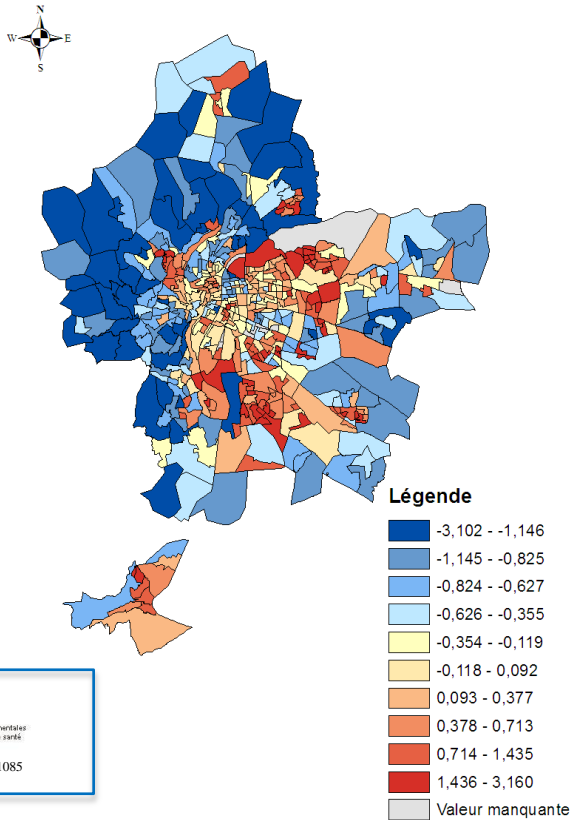 N
W E
S
Légende
-3,102 - -1,146
-1,145 - -0,825
-0,824 - -0,627
-0,626 - -0,355
-0,354 - -0,119
-0,118 - 0,092
0,093 - 0,377
0,378 - 0,713
0,714 - 1,435
1,436 - 3,160
Valeur manquante
santé